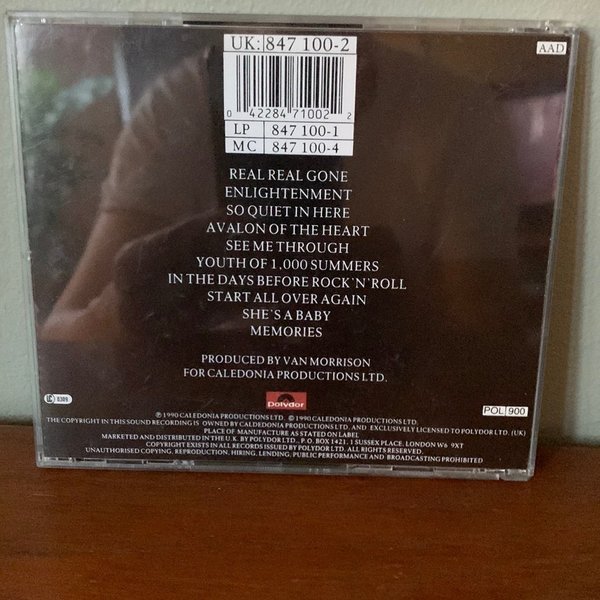 UK: 847 100-2
AAD
0 42284 71002 2
LP 847 100-1
MC 847 100-4
REAL REAL GONE
ENLIGHTENMENT
SO QUIET IN HERE
AVALON OF THE HEART
SEE ME THROUGH
YOUTH OF 1,000 SUMMERS
IN THE DAYS BEFORE ROCK'N'ROLL
START ALL OVER AGAIN
SHE'S A BABY
MEMORIES
PRODUCED BY VAN MORRISON
FOR CALEDONIA PRODUCTIONS LTD.
LC 0309
polydor
POL 900
℗ 1990 CALEDONIA PRODUCTIONS LTD. © 1990 CALEDONIA PRODUCTIONS LTD.
THE COPYRIGHT IN THIS SOUND RECORDING IS OWNED BY CALDEDONIA PRODUCTIONS LTD. AND EXCLUSIVELY LICENSED TO POLYDOR LTD. (UK)
PLACE OF MANUFACTURE AS STATED ON LABEL
MARKETED AND DISTRIBUTED IN THE U.K. BY POLYDOR LTD., P.O. BOX 1421, 1 SUSSEX PLACE, LONDON W6 9XT
COPYRIGHT EXISTS IN ALL RECORDS ISSUED BY POLYDOR LTD. ALL RIGHTS RESERVED.
UNAUTHORISED COPYING, REPRODUCTION, HIRING, LENDING, PUBLIC PERFORMANCE AND BROADCASTING PROHIBITED